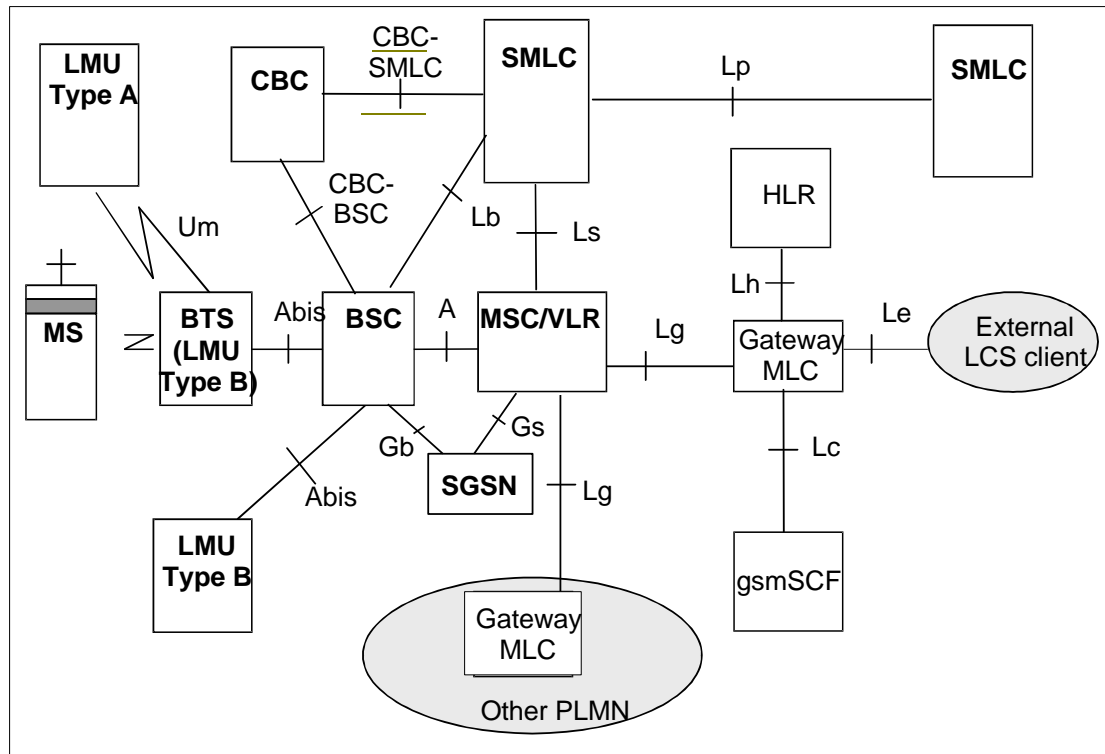 LMU
Type A
CBC
CBC-
SMLC
SMLC
Lp
SMLC
CBC-
BSC
Lb
Ls
HLR
Um
Lh
MS
BTS
(LMU
Type B)
Abis
BSC
A
MSC/VLR
Lg
Gateway
MLC
Le
External
LCS client
Gb
Gs
SGSN
Lg
Lc
Abis
LMU
Type B
gsmSCF
Gateway
MLC
Other PLMN